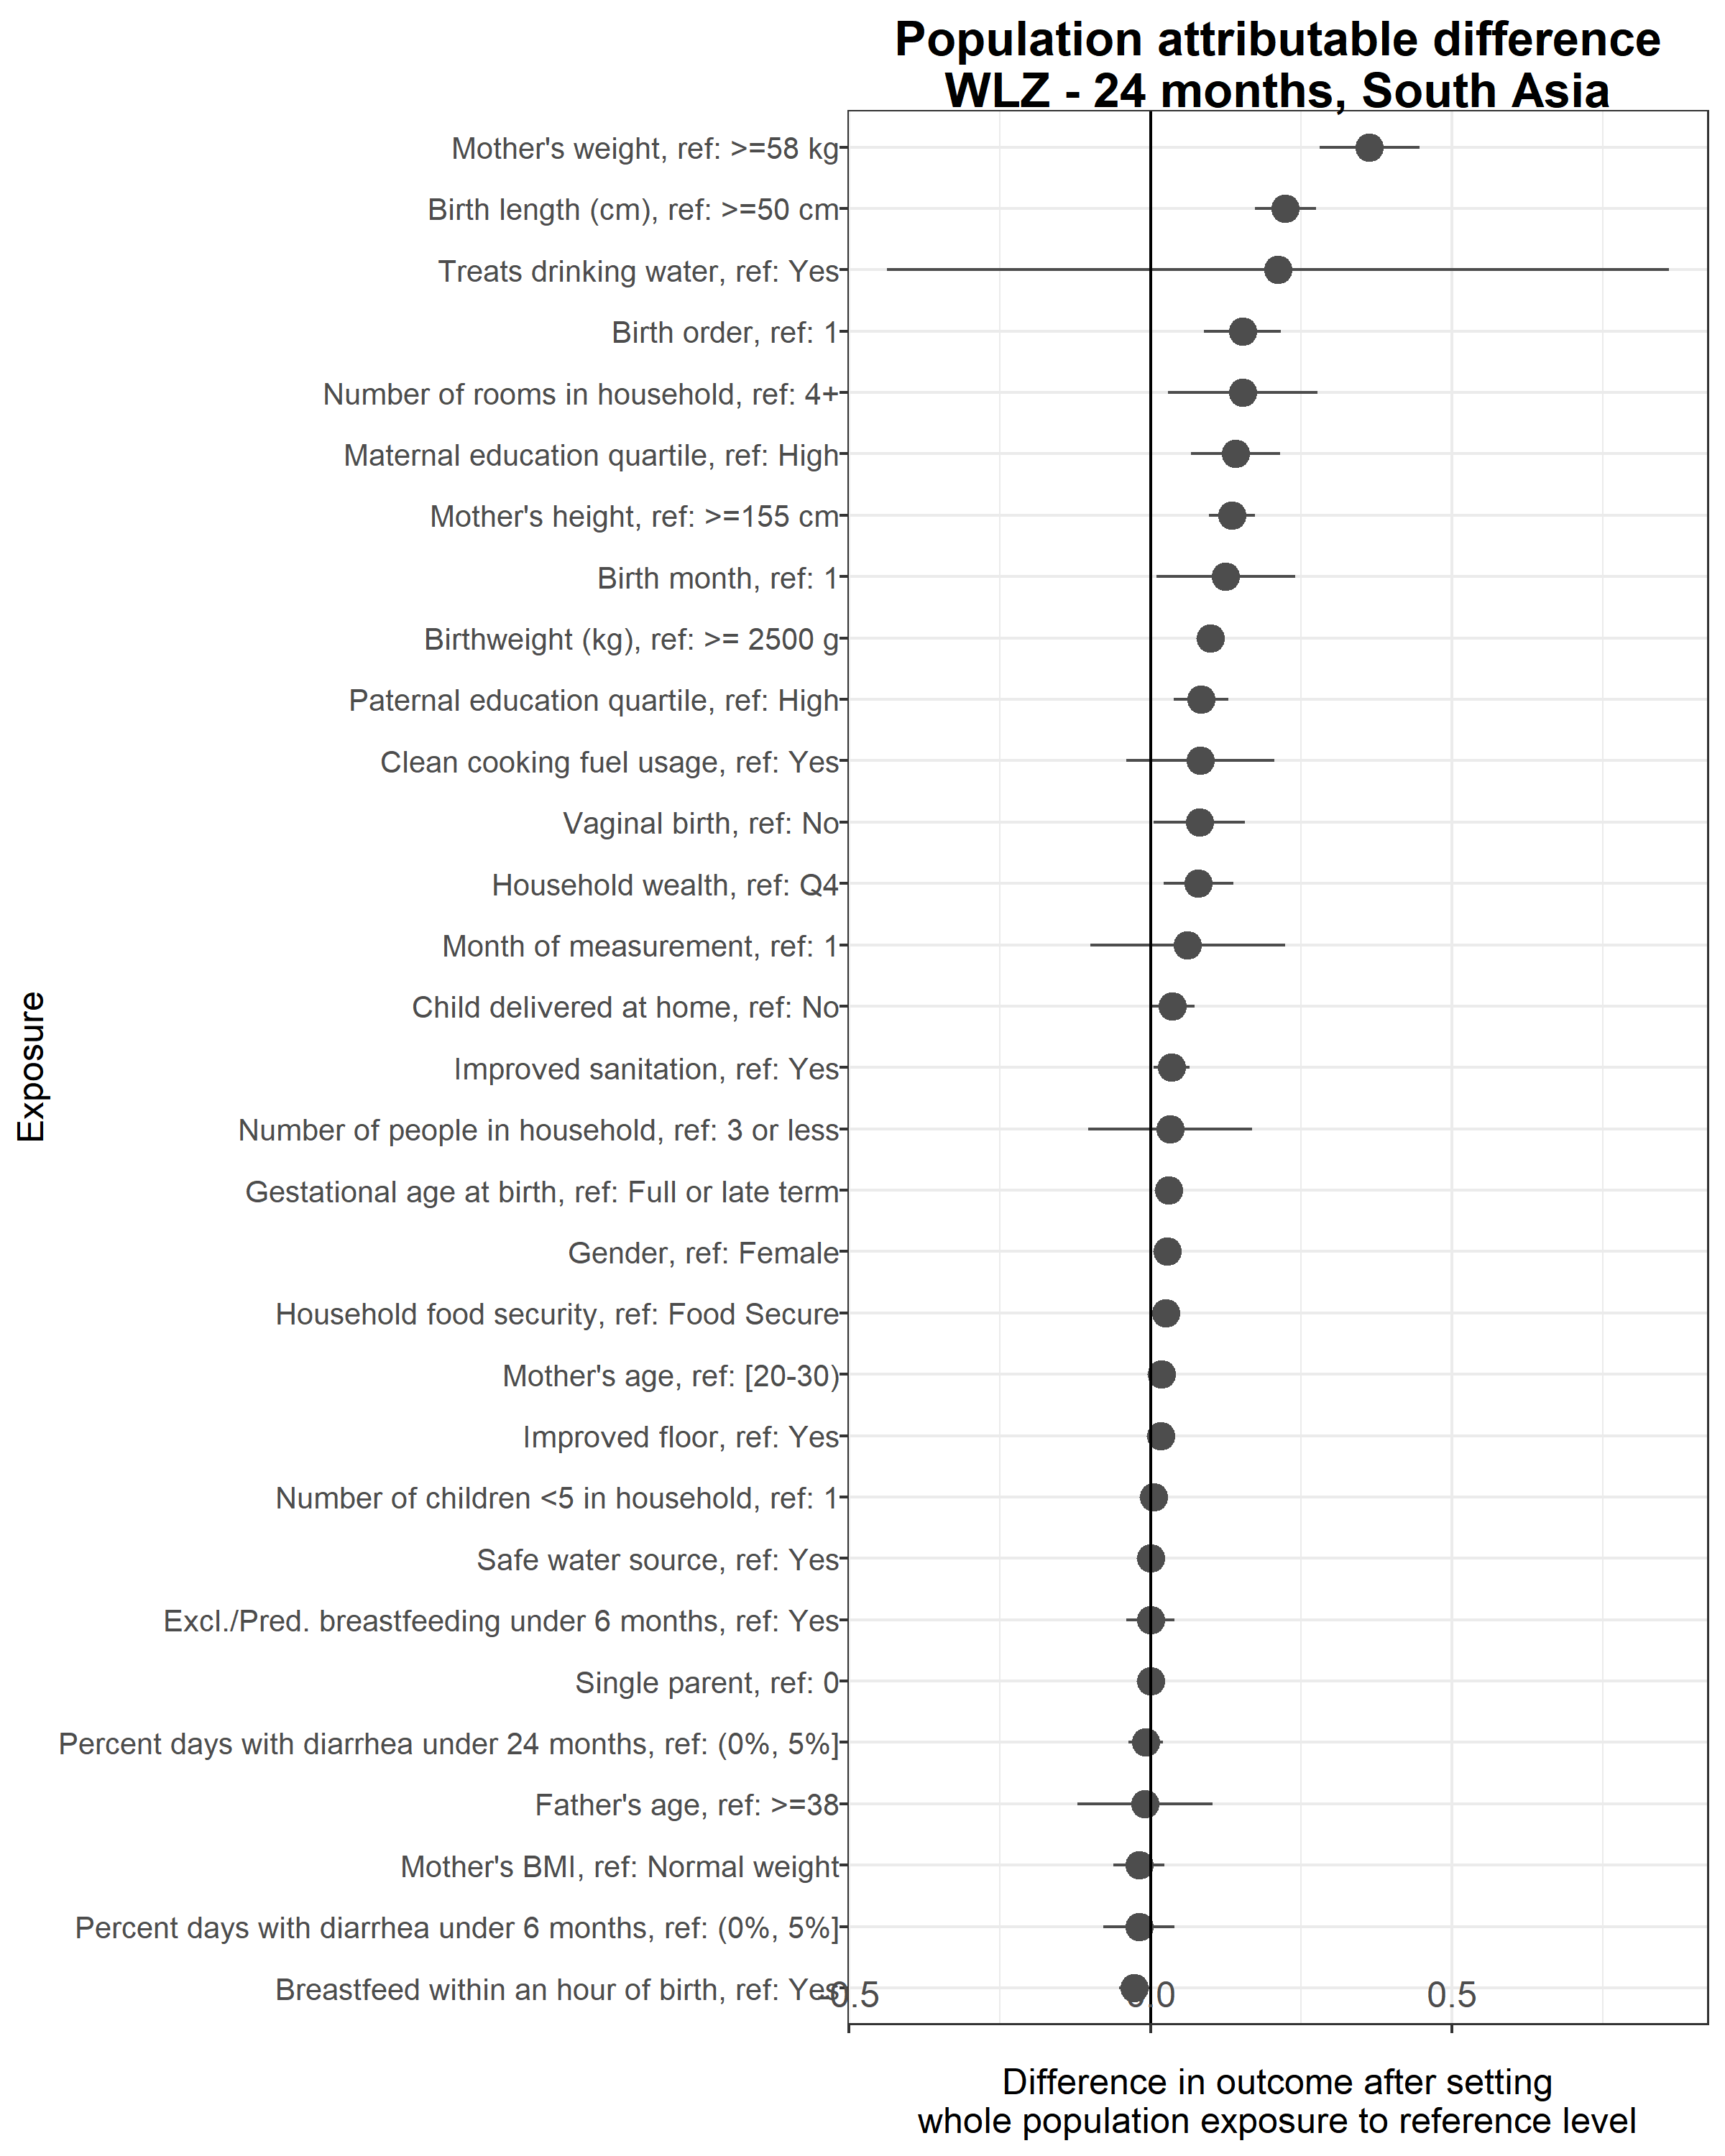 Population attributable difference
WLZ - 24 months, South Asia
Mother's weight, ref: >=58 kg
Birth length (cm), ref: >=50 cm
Treats drinking water, ref: Yes
Birth order, ref: 1
Number of rooms in household, ref: 4+
Maternal education quartile, ref: High
Mother's height, ref: >=155 cm
Birth month, ref: 1
Birthweight (kg), ref: >= 2500 g
Paternal education quartile, ref: High
Clean cooking fuel usage, ref: Yes
Vaginal birth, ref: No
Household wealth, ref: Q4
Month of measurement, ref: 1
Child delivered at home, ref: No
Improved sanitation, ref: Yes
Number of people in household, ref: 3 or less
Gestational age at birth, ref: Full or late term
Gender, ref: Female
Household food security, ref: Food Secure
Mother's age, ref: [20-30)
Improved floor, ref: Yes
Number of children <5 in household, ref: 1
Safe water source, ref: Yes
Excl./Pred. breastfeeding under 6 months, ref: Yes
Single parent, ref: 0
Percent days with diarrhea under 24 months, ref: (0%, 5%]
Father's age, ref: >=38
Mother's BMI, ref: Normal weight
Percent days with diarrhea under 6 months, ref: (0%, 5%]
Breastfeed within an hour of birth, ref: Yes
-0.5 0.0 0.5
Exposure
Difference in outcome after setting
whole population exposure to reference level